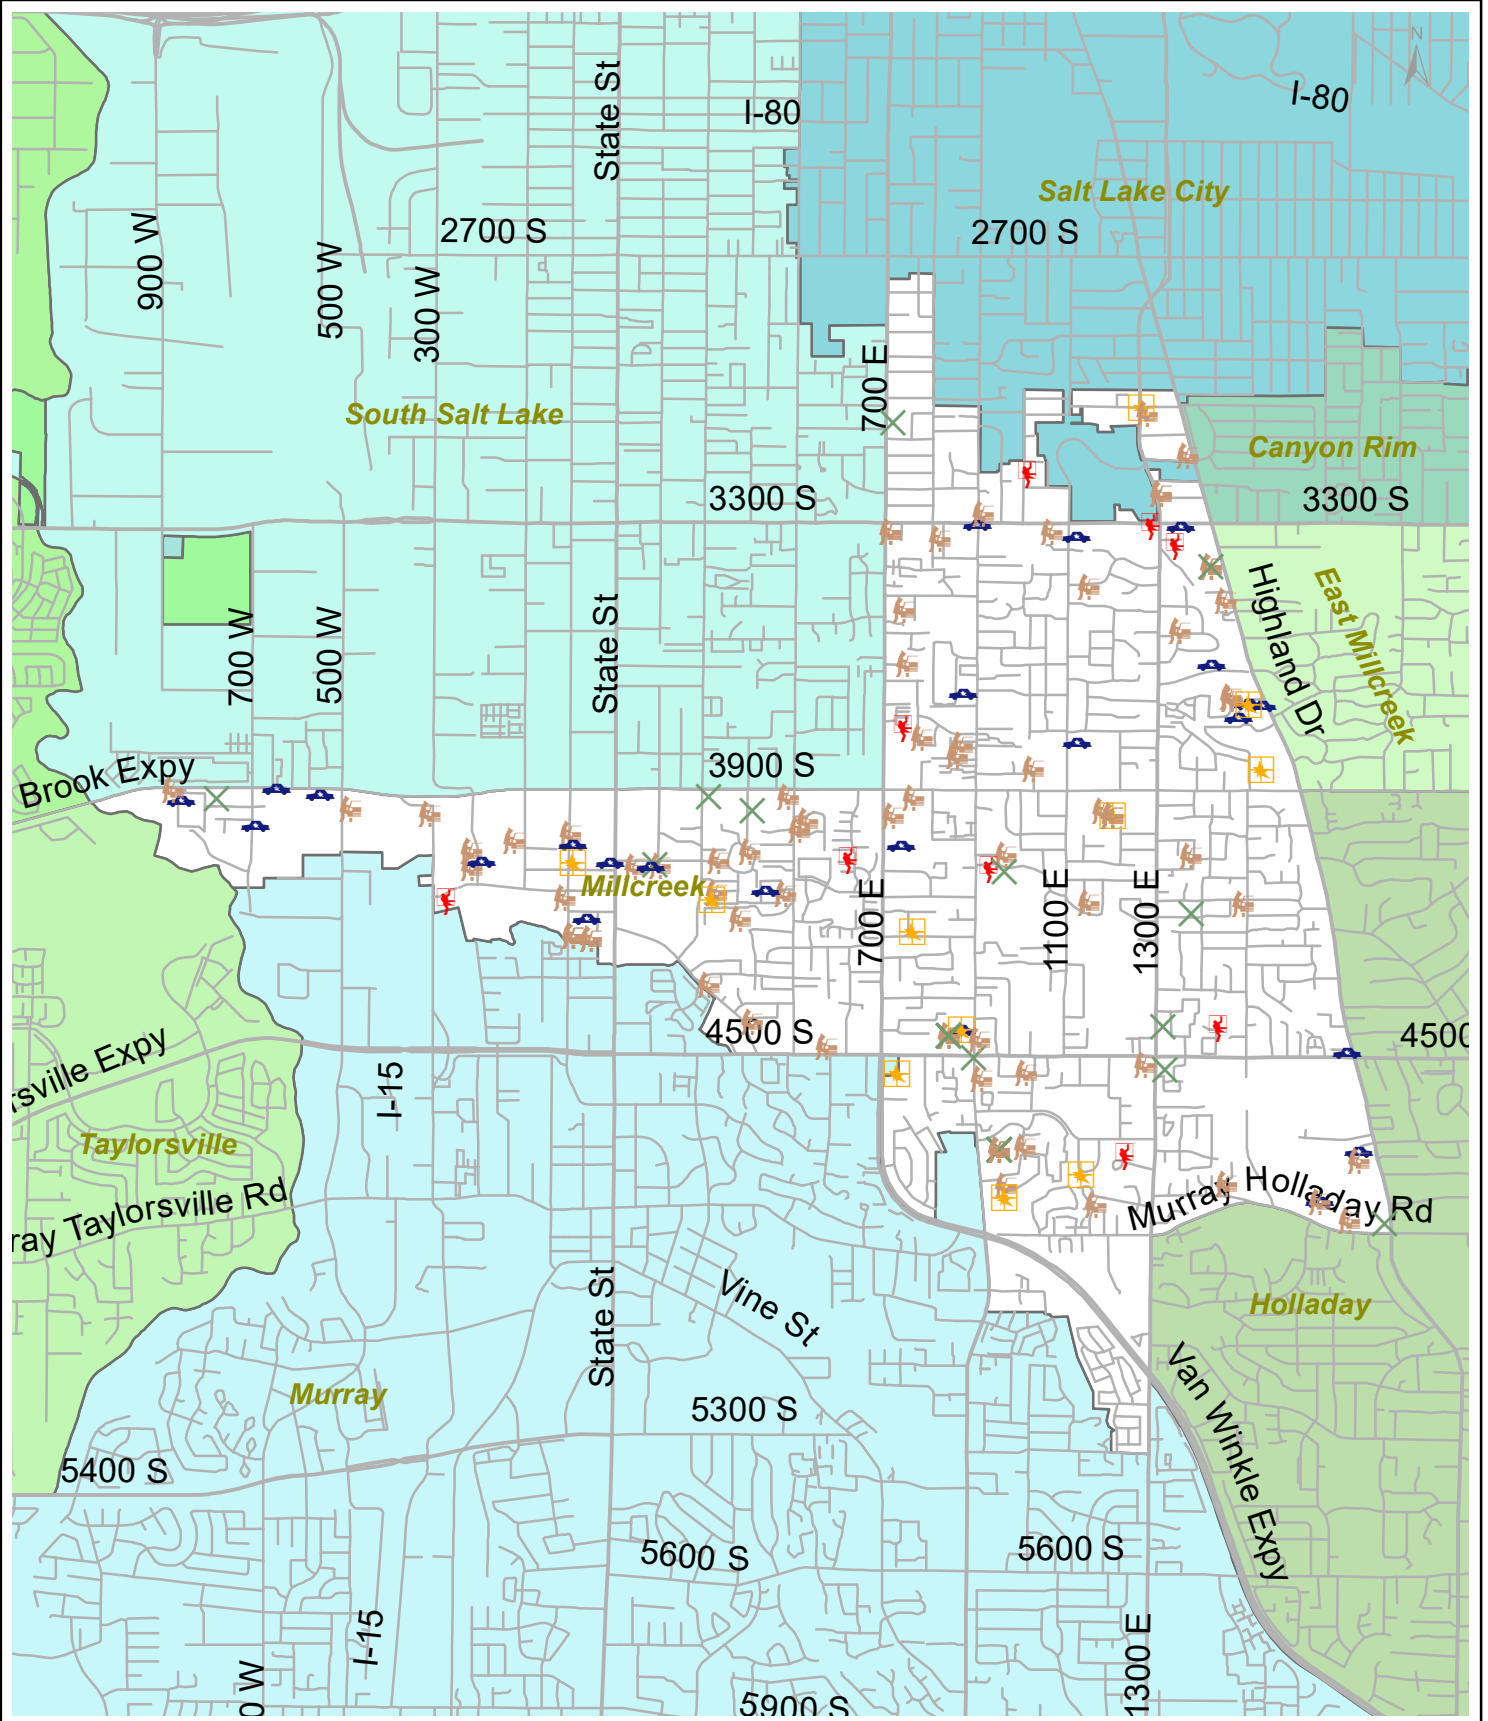 N
I-80
I-80
State St
Salt Lake City
2700 S
2700 S
900 W
500 W
300 W
700 E
South Salt Lake
Canyon Rim
3300 S
3300 S
Highland Dr
East Millcreek
700 W
500 W
State St
Brook Expy
3900 S
Millcreek
700 E
1100 E
1300 E
4500 S
4500
rsville Expy
I-15
Taylorsville
ray Taylorsville Rd
Murray Holladay Rd
State St
Vine St
Holladay
Murray
5300 S
Van Winkle Expy
5400 S
5600 S
5600 S
I-15
0 W
1300 E
5900 S